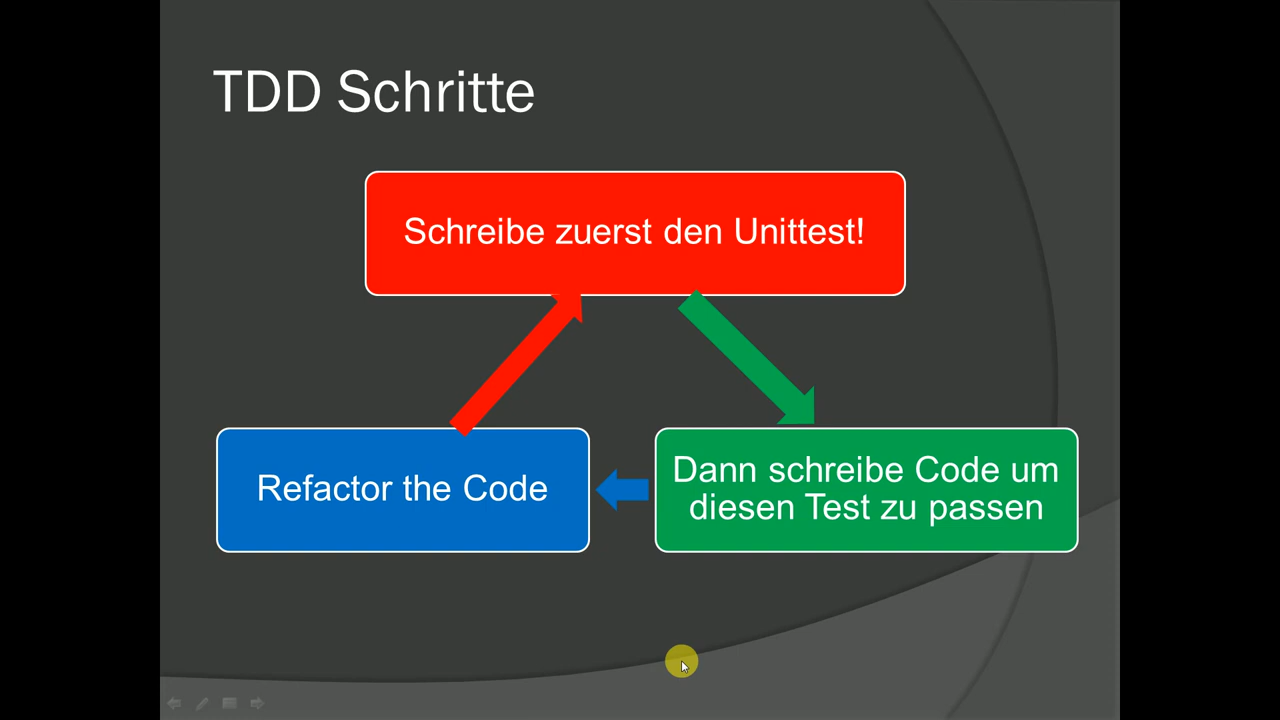 TDD Schritte
Schreibe zuerst den Unittest!
Refactor the Code
Dann schreibe Code um
diesen Test zu passen